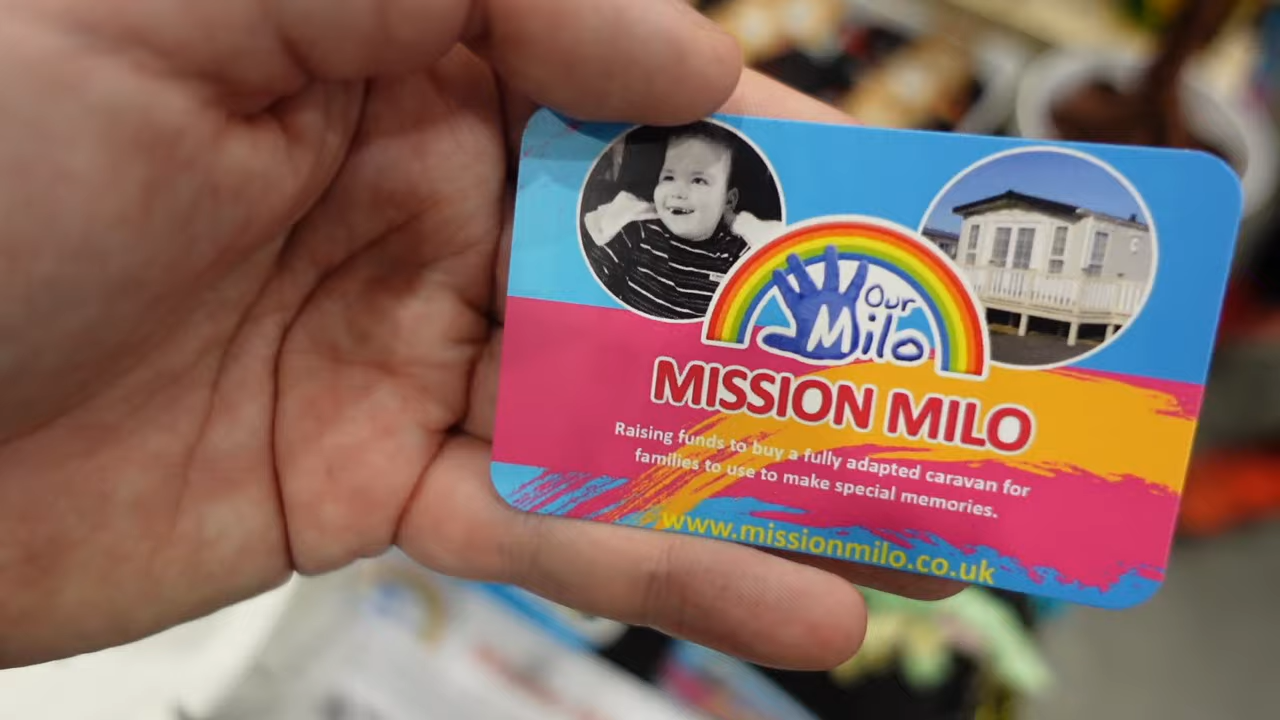 Our
Milo
MISSION MILO
Raising funds to buy a fully adapted caravan for
families to use to make special memories.
www.missionmilo.co.uk